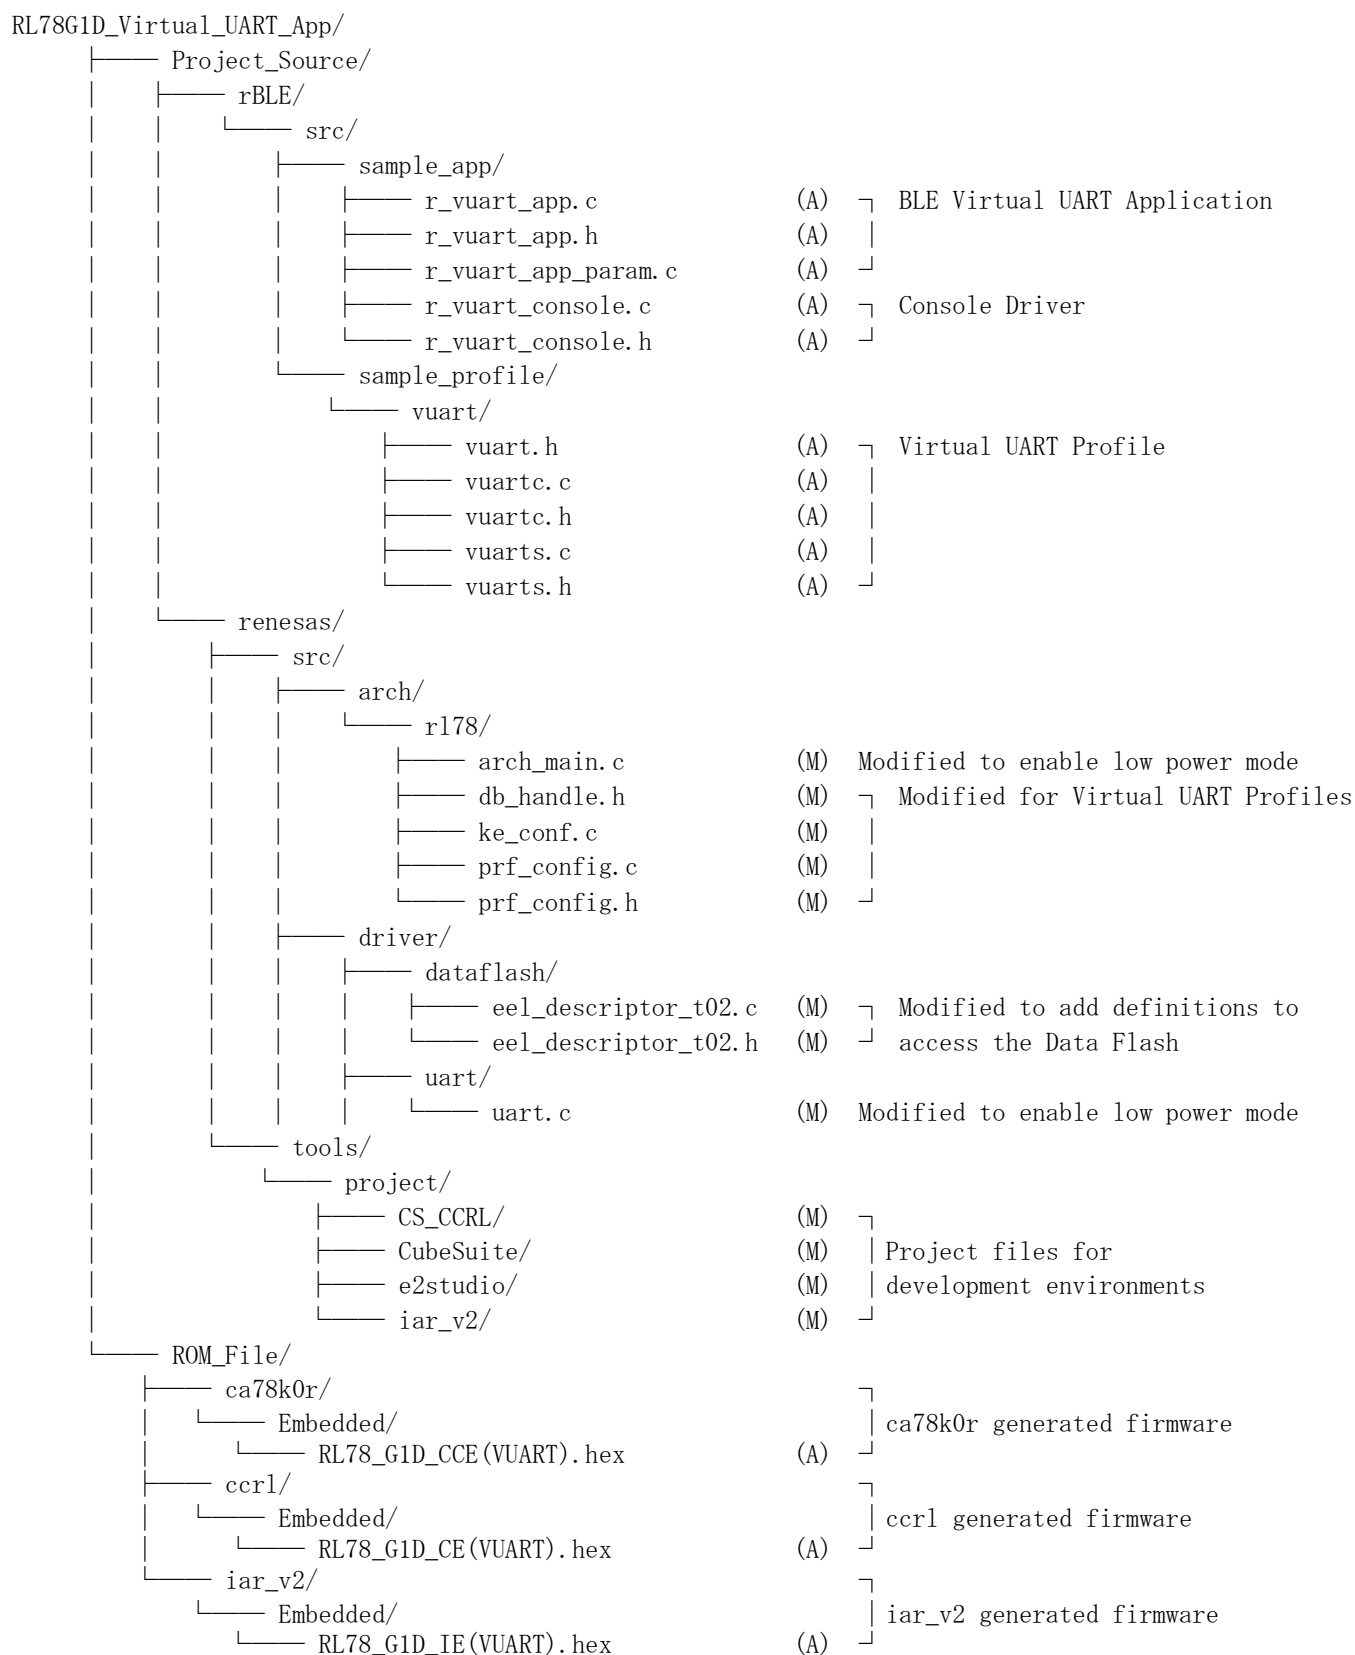 RL78G1D_Virtual_UART_App/
├── Project_Source/
│ ├── rBLE/
│ │ └── src/
│ │ ├── sample_app/
│ │ │ ├── r_vuart_app.c (A) ┐ BLE Virtual UART Application
│ │ │ ├── r_vuart_app.h (A) │
│ │ │ ├── r_vuart_app_param.c (A) ┘
│ │ │ ├── r_vuart_console.c (A) ┐ Console Driver
│ │ │ └── r_vuart_console.h (A) ┘
│ │ └── sample_profile/
│ │ └── vuart/
│ │ ├── vuart.h (A) ┐ Virtual UART Profile
│ │ ├── vuartc.c (A) │
│ │ ├── vuartc.h (A) │
│ │ ├── vuarts.c (A) │
│ │ └── vuarts.h (A) ┘
│ └── renesas/
│ ├── src/
│ │ ├── arch/
│ │ │ └── rl78/
│ │ │ ├── arch_main.c (M) Modified to enable low power mode
│ │ │ ├── db_handle.h (M) ┐ Modified for Virtual UART Profiles
│ │ │ ├── ke_conf.c (M) │
│ │ │ ├── prf_config.c (M) │
│ │ │ └── prf_config.h (M) ┘
│ │ ├── driver/
│ │ │ ├── dataflash/
│ │ │ │ ├── eel_descriptor_t02.c (M) ┐ Modified to add definitions to
│ │ │ │ └── eel_descriptor_t02.h (M) ┘ access the Data Flash
│ │ │ ├── uart/
│ │ │ │ └── uart.c (M) Modified to enable low power mode
│ └── tools/
│ └── project/
│ ├── CS_CCRL/ (M) ┐
│ ├── CubeSuite/ (M) │ Project files for
│ ├── e2studio/ (M) │ development environments
│ └── iar_v2/ (M) ┘
└── ROM_File/
├── ca78k0r/ ┐
│ └── Embedded/ │ ca78k0r generated firmware
│ └── RL78_G1D_CCE(VUART).hex (A) ┘
├── ccrl/ ┐
│ └── Embedded/ │ ccrl generated firmware
│ └── RL78_G1D_CE(VUART).hex (A) ┘
└── iar_v2/ ┐
└── Embedded/ │ iar_v2 generated firmware
└── RL78_G1D_IE(VUART).hex (A) ┘